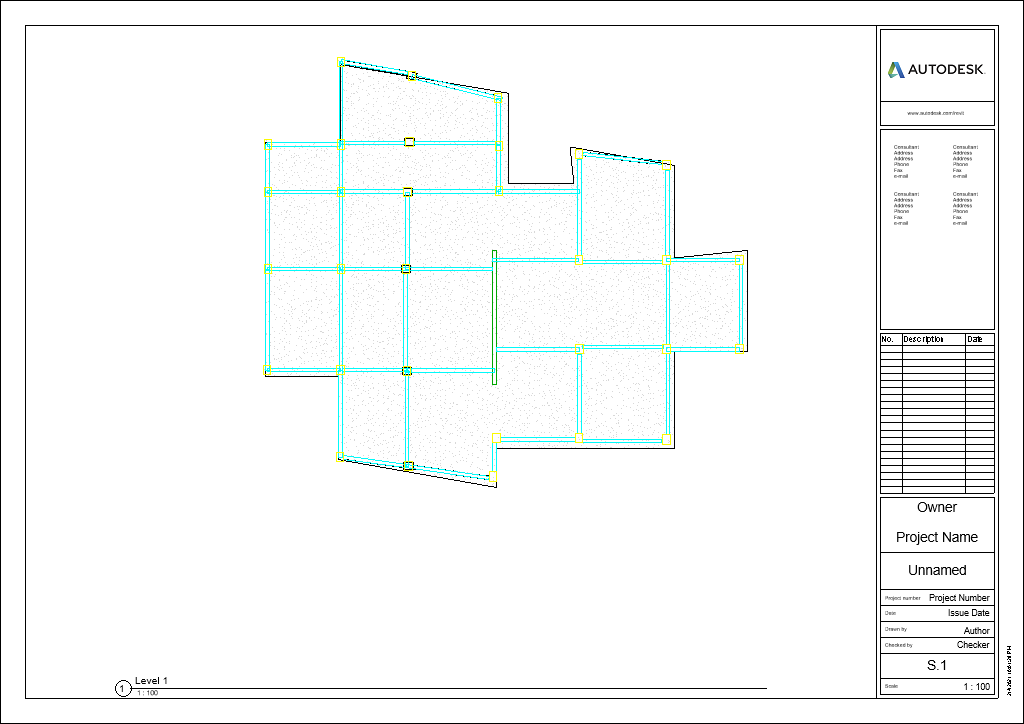 AUTODESK.
www.autodesk.com/revit
Consultant Consultant
Address Address
Address Address
Phone Phone
Fax Fax
e-mail e-mail
Consultant Consultant
Address Address
Address Address
Phone Phone
Fax Fax
e-mail e-mail
No. Description Date
Owner
Project Name
Unnamed
Project number Project Number
Date Issue Date
Drawn by Author
Checked by Checker
S.1
Scale 1 : 100
1 Level 1
1 : 100